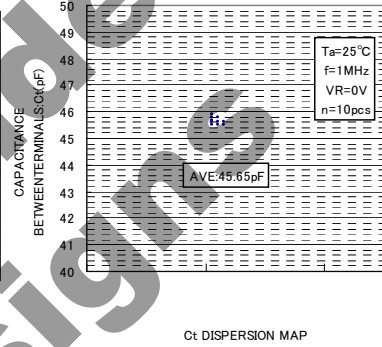 50
49
48
47
46
45
44
43
42
41
40
CAPACITANCE
BETWEENTERMINALS:Ct(pF)
Ta=25℃
f=1MHz
VR=0V
n=10pcs
AVE:45.65pF
Ct DISPERSION MAP